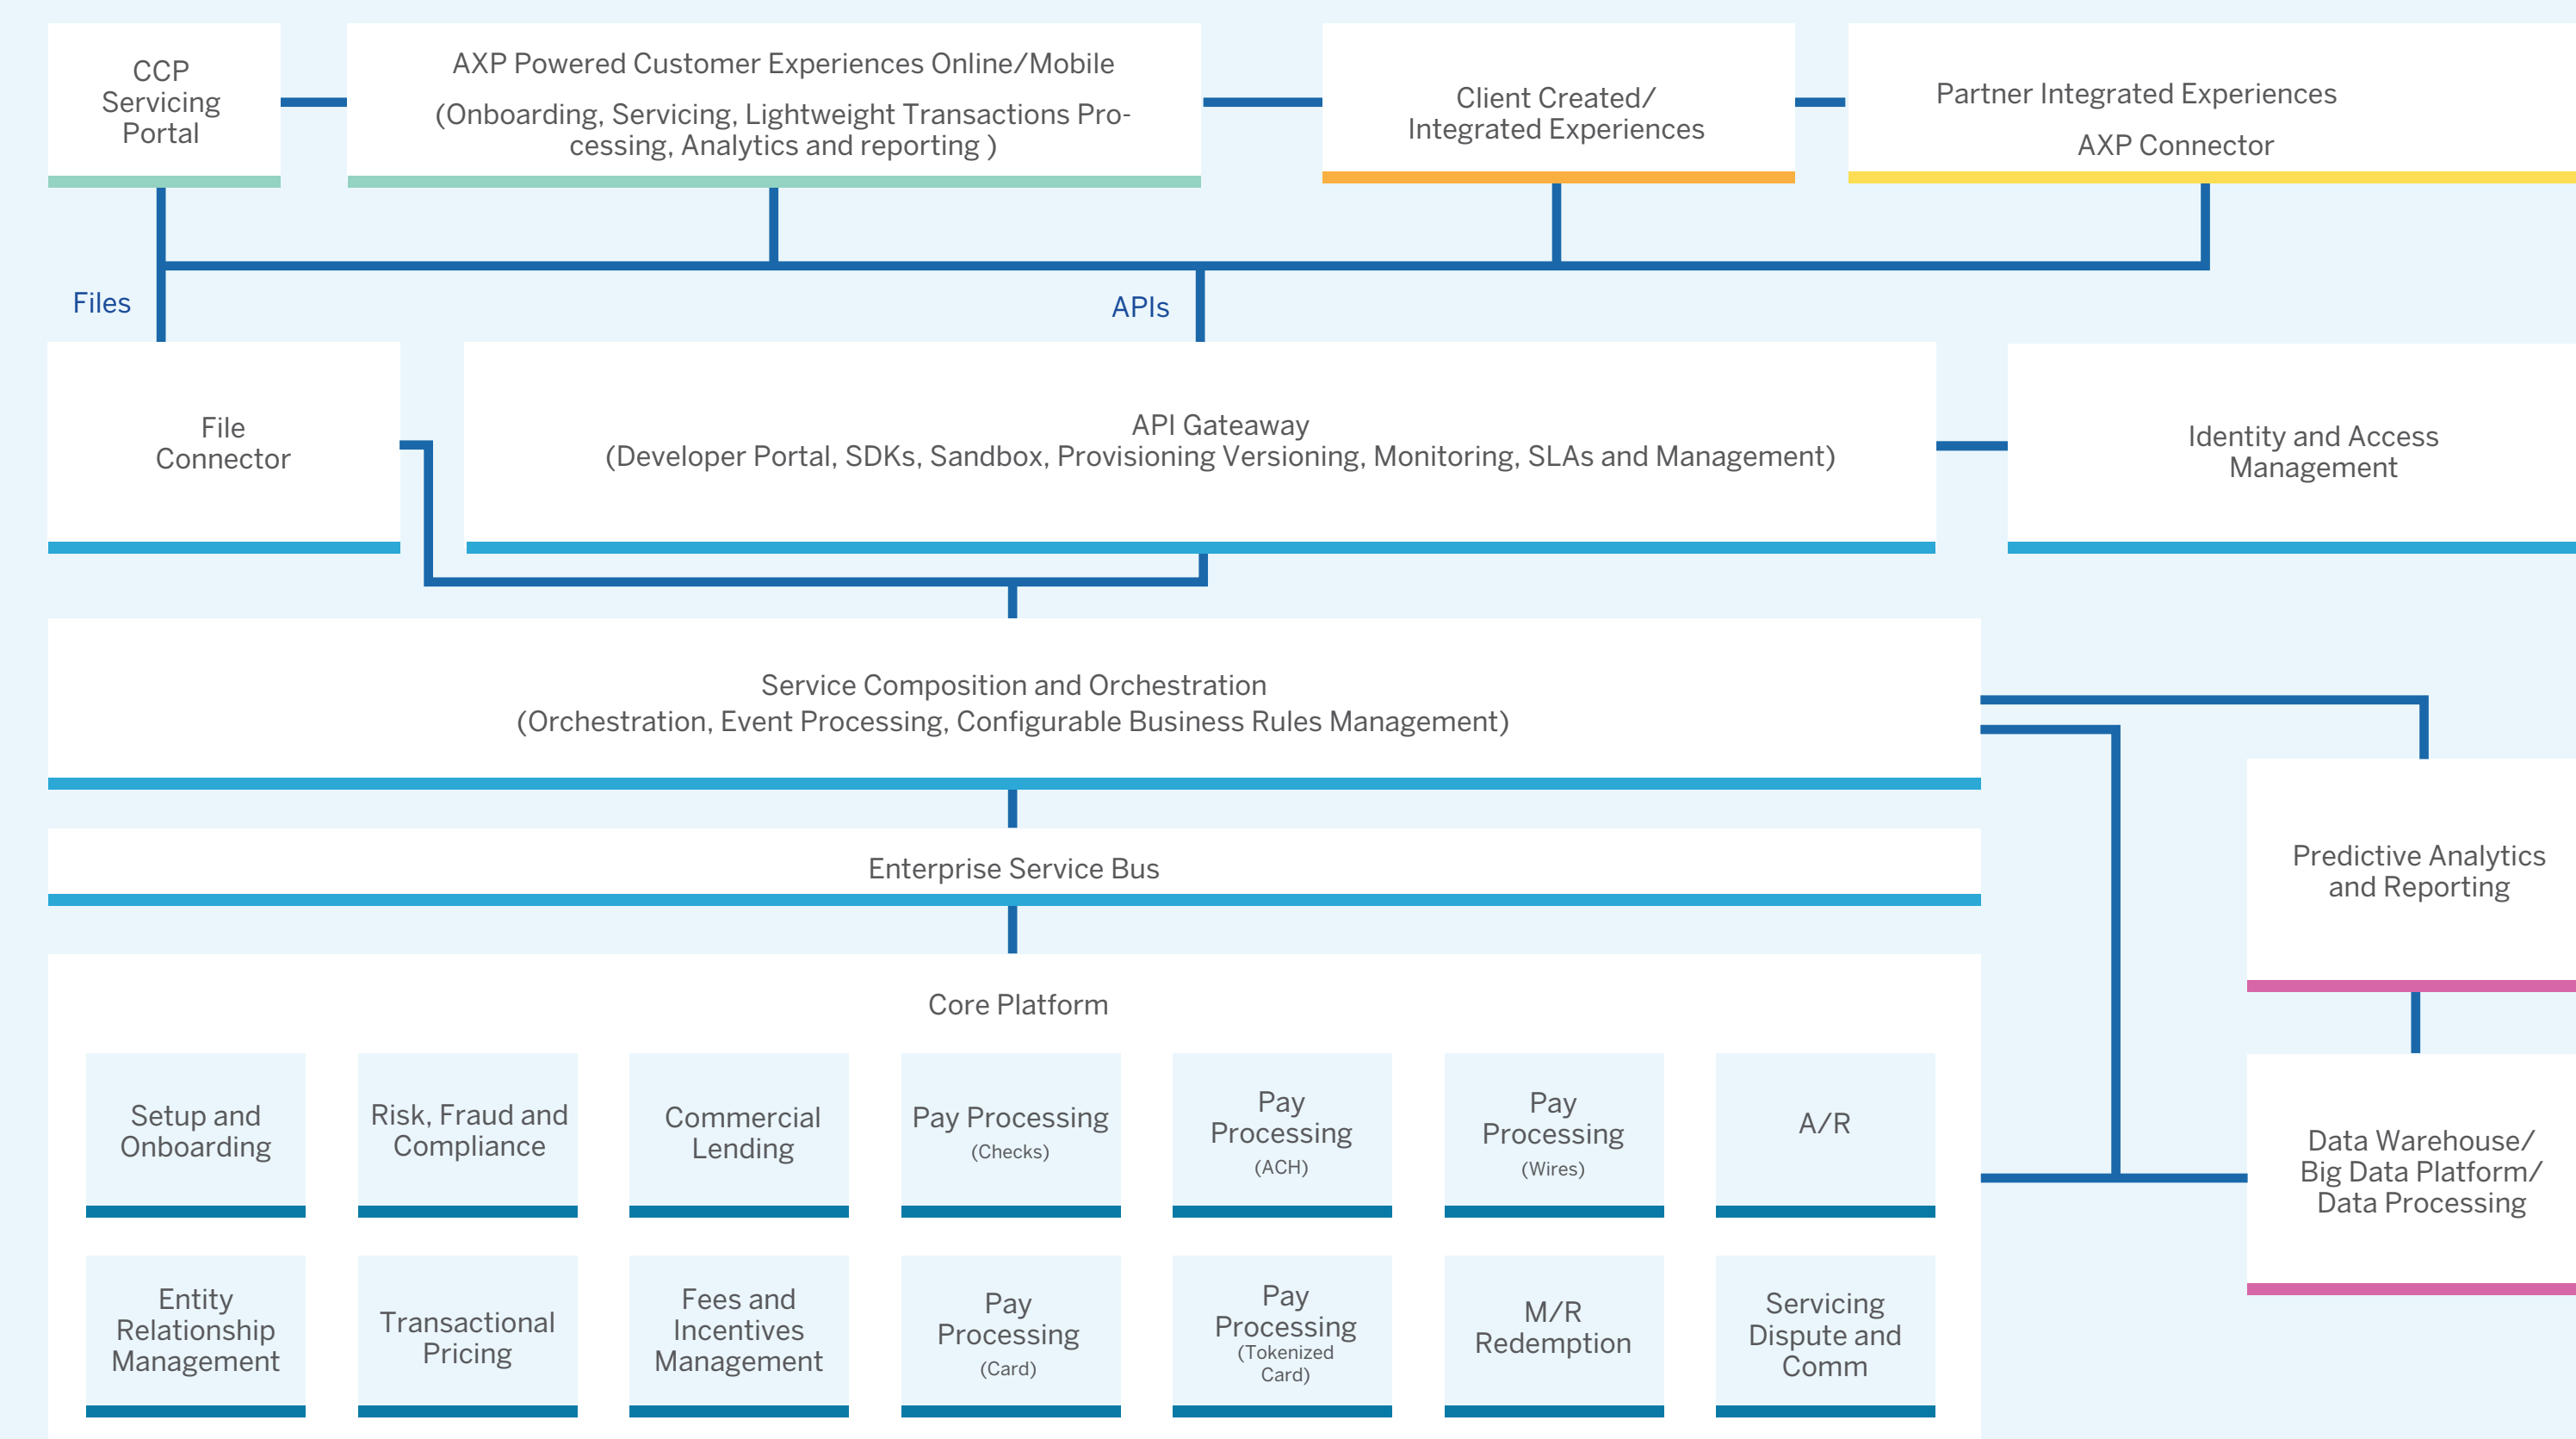 CCP
Servicing
Portal
AXP Powered Customer Experiences Online/Mobile
(Onboarding, Servicing, Lightweight Transactions Pro-
cessing, Analytics and reporting )
Client Created/
Integrated Experiences
Partner Integrated Experiences
AXP Connector
Files
APIs
File
Connector
API Gateaway
(Developer Portal, SDKs, Sandbox, Provisioning Versioning, Monitoring, SLAs and Management)
Identity and Access
Management
Service Composition and Orchestration
(Orchestration, Event Processing, Configurable Business Rules Management)
Enterprise Service Bus
Predictive Analytics
and Reporting
Core Platform
Setup and
Onboarding
Risk, Fraud and
Compliance
Commercial
Lending
Pay Processing
(Checks)
Pay
Processing
(ACH)
Pay
Processing
(Wires)
A/R
Data Warehouse/
Big Data Platform/
Data Processing
Entity
Relationship
Management
Transactional
Pricing
Fees and
Incentives
Management
Pay
Processing
(Card)
Pay
Processing
(Tokenized
Card)
M/R
Redemption
Servicing
Dispute and
Comm